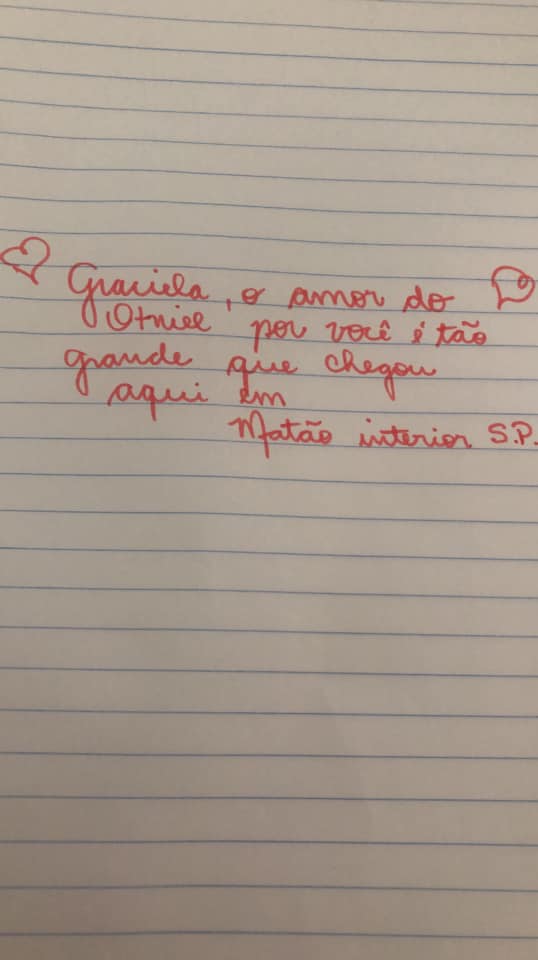 Graciela, o amor do
Otniel por você é tão
grande que chegou
aqui em
Matão interior S.P.